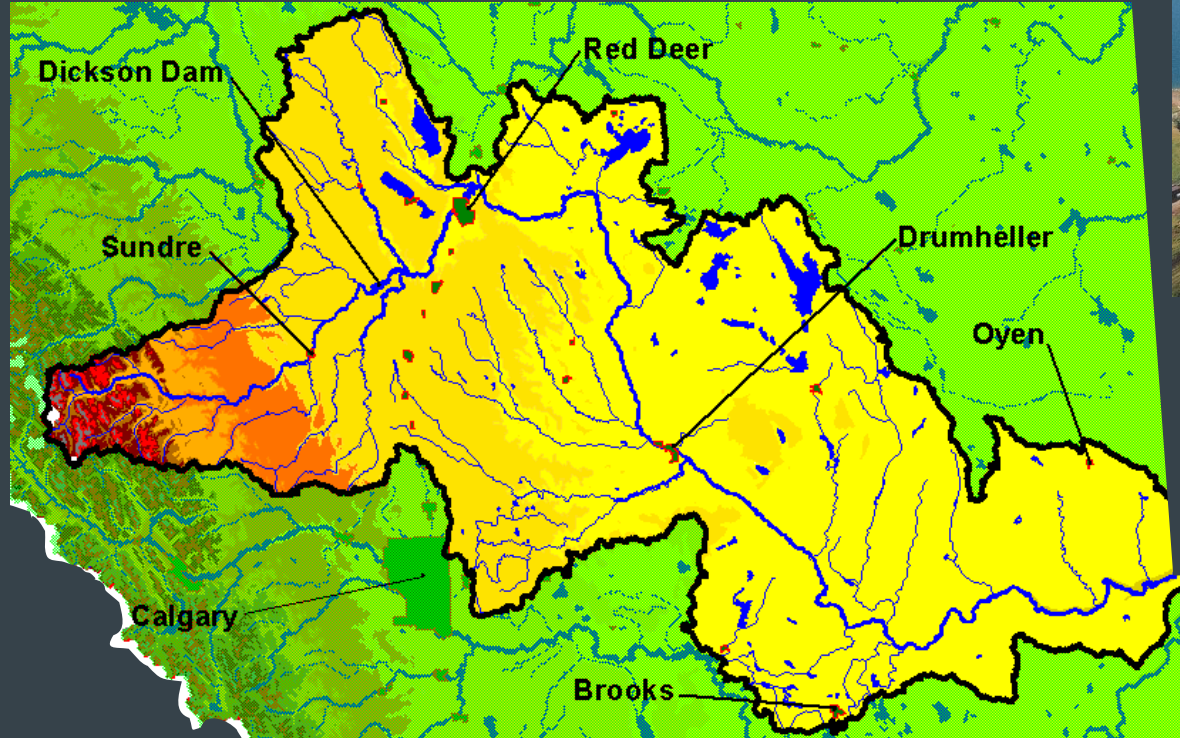 Red Deer
Dickson Dam
Sundre
Drumheller
Oyen
Calgary
Brooks